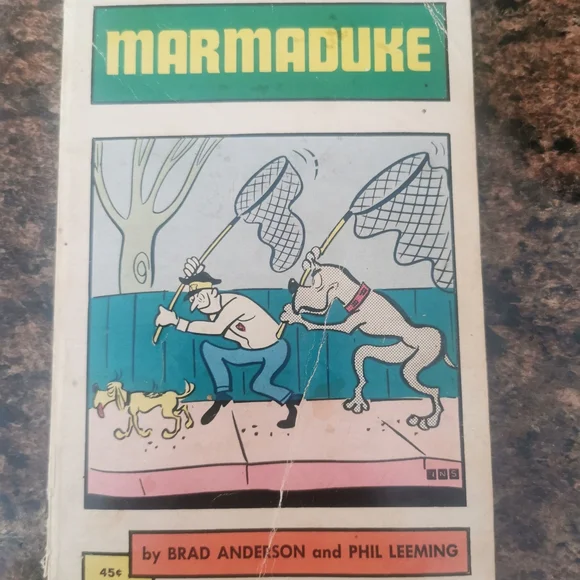 MARMADUKE
by BRAD ANDERSON and PHIL LEEMING
45¢